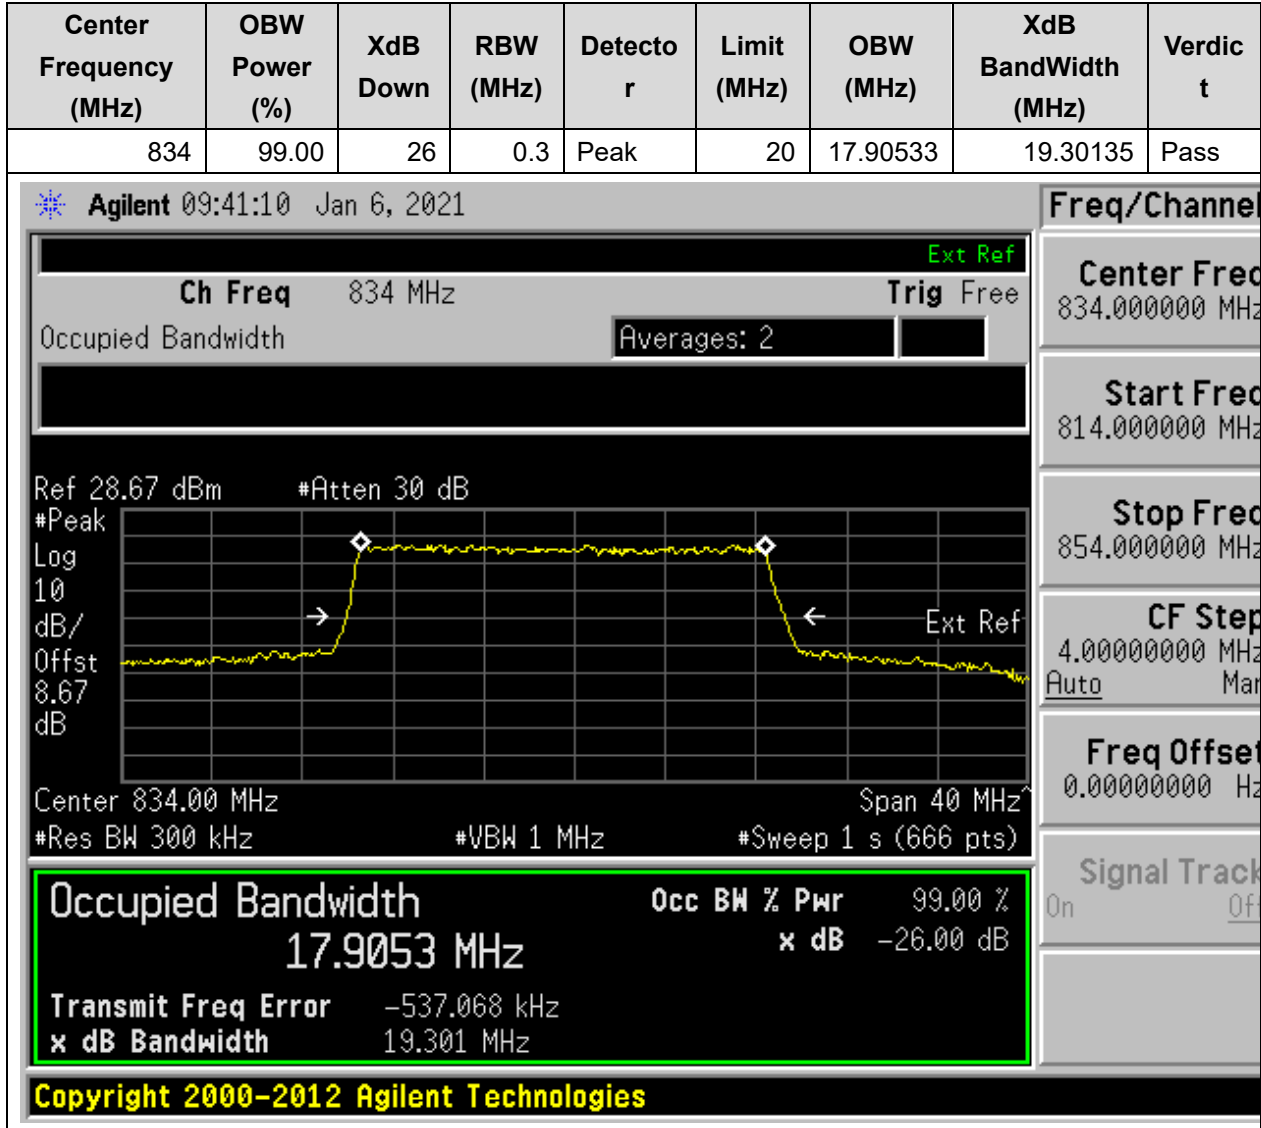 Center Frequency (MHz) OBW Power (%) XdB Down RBW (MHz) Detecto r Limit (MHz) OBW (MHz) XdB BandWidth (MHz) Verdic t
834 99.00 26 0.3 Peak 20 17.90533 19.30135 Pass
Agilent 09:41:10 Jan 6, 2021
Freq/Channel
Ext Ref
Ch Freq 834 MHz Trig Free
Occupied Bandwidth Averages: 2
Center Freq
834.000000 MHz
Start Freq
814.000000 MHz
Stop Freq
854.000000 MHz
CF Step
4.00000000 MHz
Auto Man
Freq Offset
0.00000000 Hz
Signal Track
On Off
Ref 28.67 dBm #Atten 30 dB
#Peak
Log
10
dB/
Offst
8.67
dB
Ext Ref
Center 834.00 MHz Span 40 MHz^
#Res BW 300 kHz #VBW 1 MHz #Sweep 1 s (666 pts)
Occupied Bandwidth
17.9053 MHz
Occ BW % Pwr 99.00 %
x dB -26.00 dB
Transmit Freq Error -537.068 kHz
x dB Bandwidth 19.301 MHz
Copyright 2000-2012 Agilent Technologies